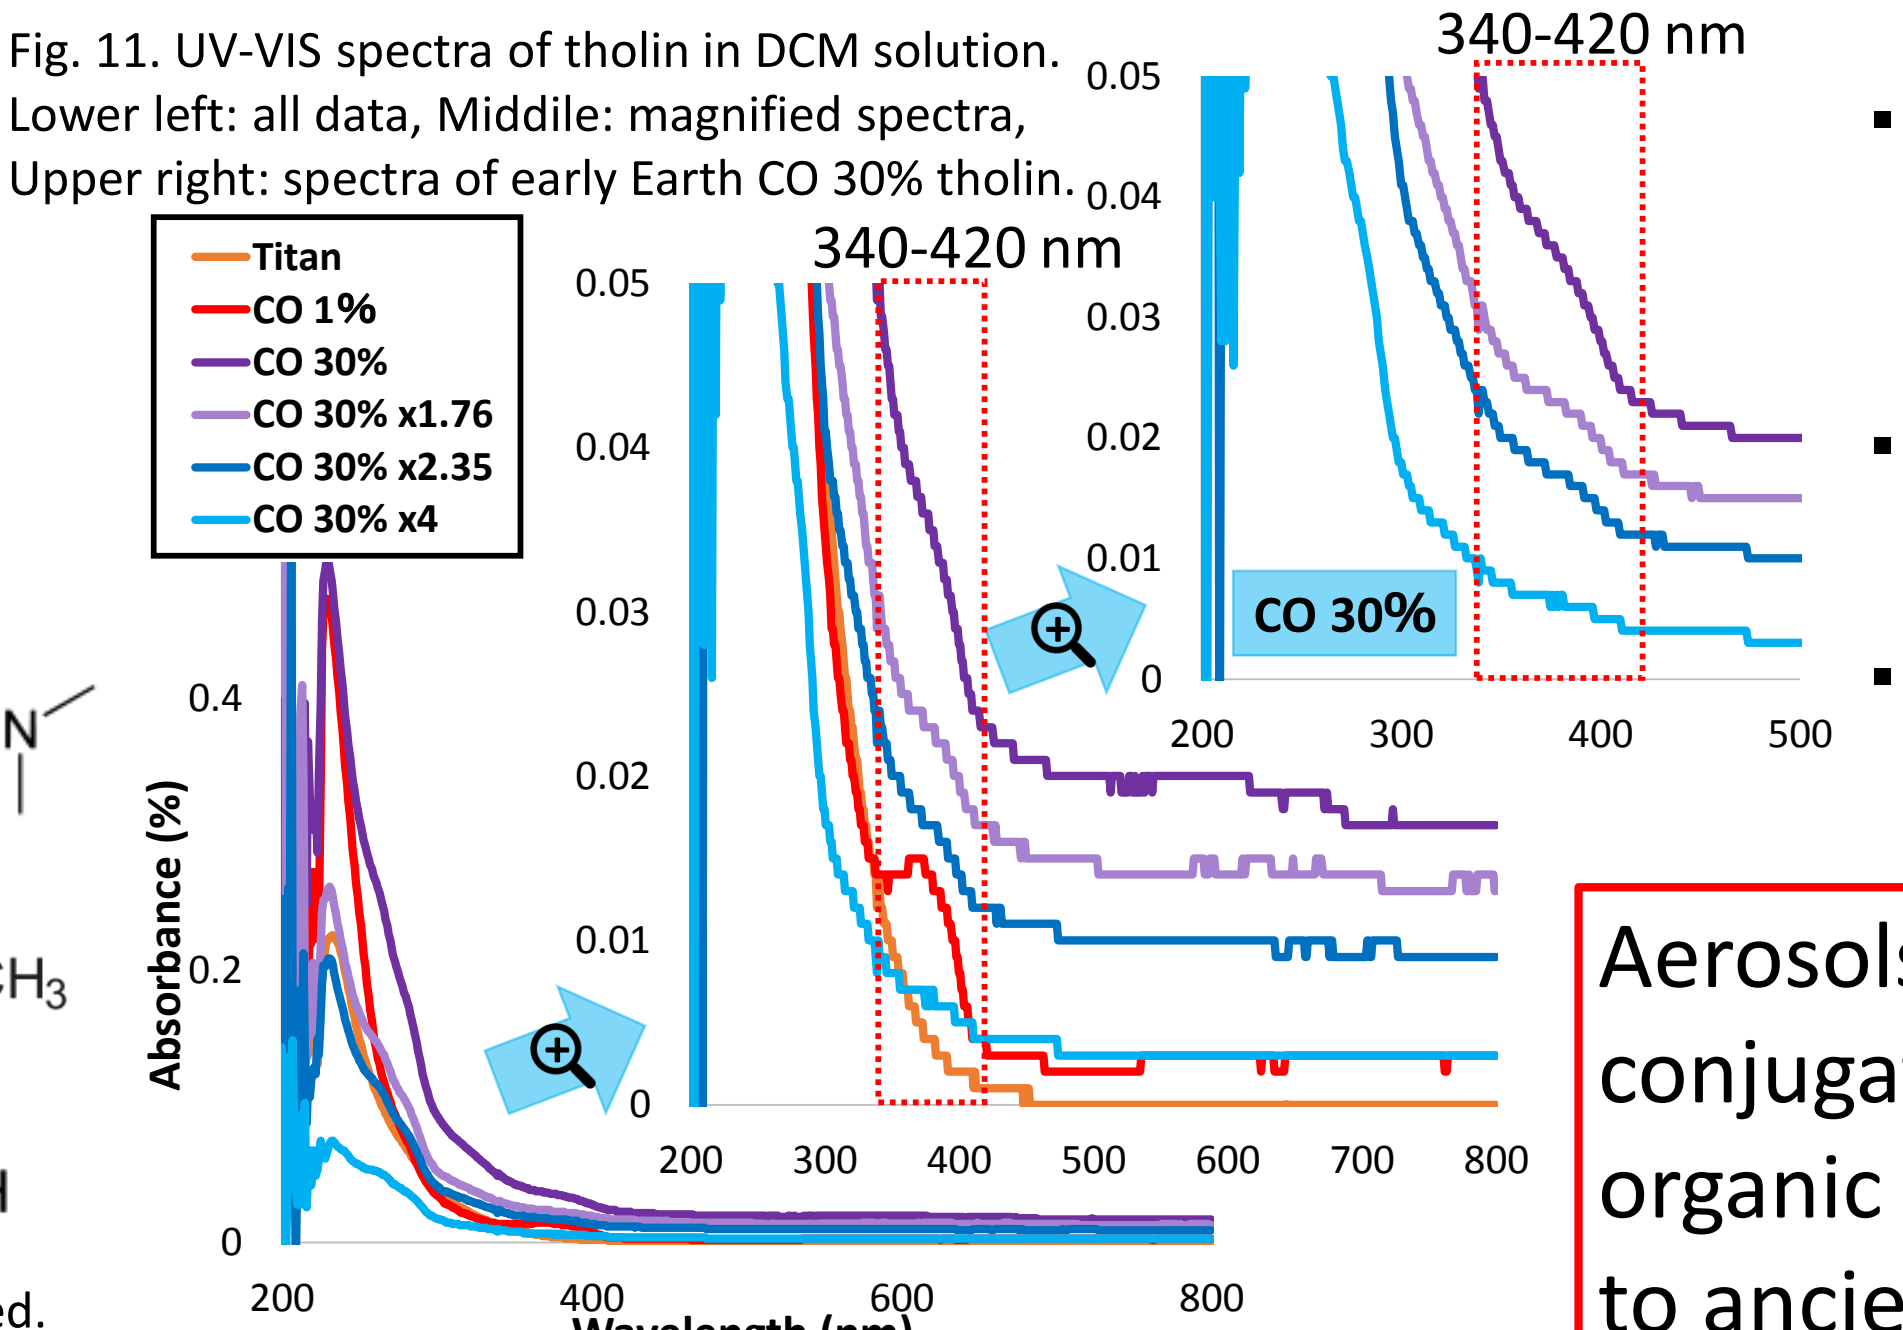 Fig. 11. UV-VIS spectra of tholin in DCM solution.
Lower left: all data, Middile: magnified spectra,
Upper right: spectra of early Earth CO 30% tholin.
Titan
CO 1%
CO 30%
CO 30% x1.76
CO 30% x2.35
CO 30% x4
340-420 nm
0.05
0.04
0.03
0.02
0.01
0
200 300 400 500 600 700 800
340-420 nm
0.05
0.04
0.03
0.02
0.01
0
CO 30%
200 300 400 500
Absorbance (%)
0.4
0.2
0
200 400 600 800
Wavelength (nm)
N
CH3
H
ed.
Aerosols
conjuga
organic
to ancie